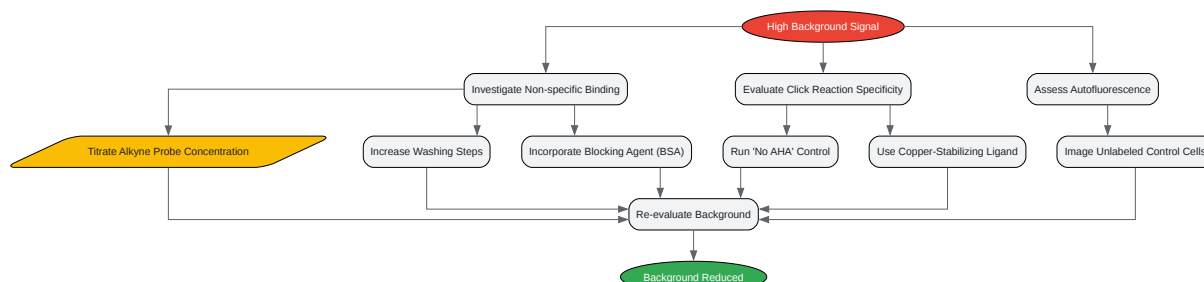 High Background Signal
Investigate Non-specific Binding
Evaluate Click Reaction Specificity
Assess Autofluorescence
Titrate Alkyne Probe Concentration
Increase Washing Steps
Incorporate Blocking Agent (BSA)
Run 'No AHA' Control
Use Copper-Stabilizing Ligand
Image Unlabeled Control Cells
Re-evaluate Background
Background Reduced